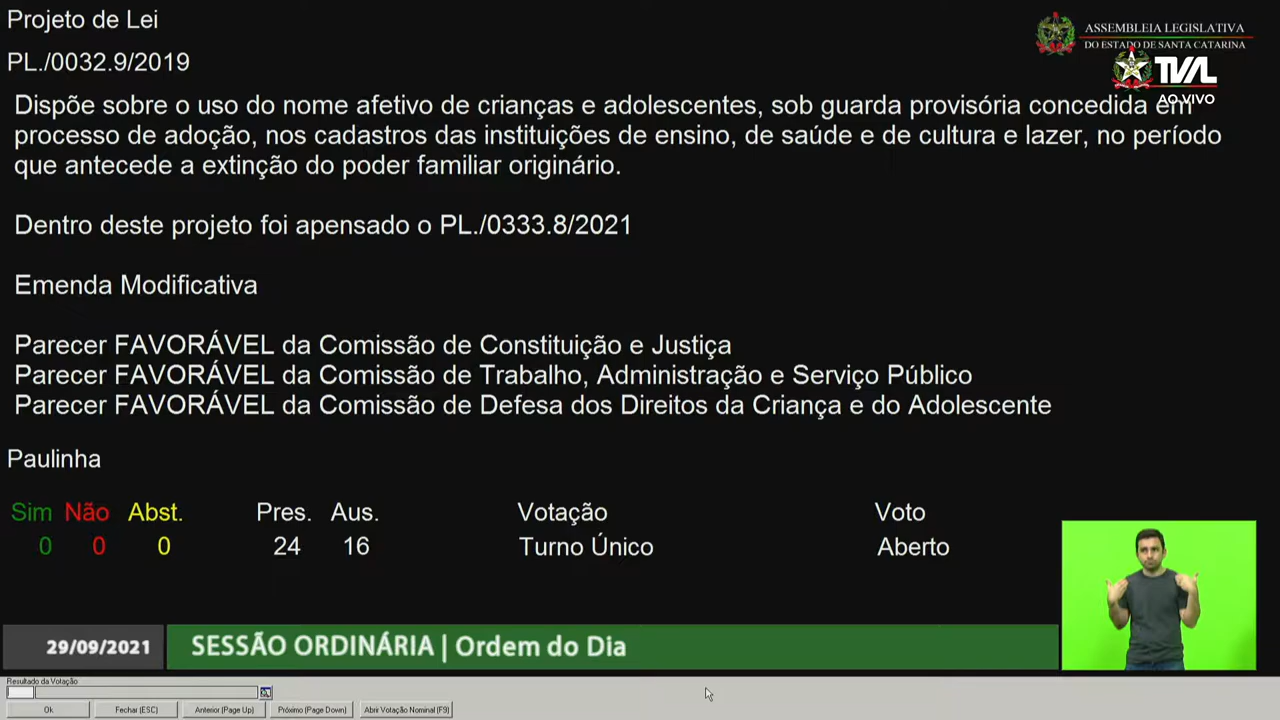 Projeto de Lei
ASSEMBLEIA LEGISLATIVA
DO ESTADO DE SANTA CATARINA
PL./0032.9/2019
TVAL
AO VIVO
Dispõe sobre o uso do nome afetivo de crianças e adolescentes, sob guarda provisória concedida em
processo de adoção, nos cadastros das instituições de ensino, de saúde e de cultura e lazer, no período
que antecede a extinção do poder familiar originário.
Dentro deste projeto foi apensado o PL./0333.8/2021
Emenda Modificativa
Parecer FAVORÁVEL da Comissão de Constituição e Justiça
Parecer FAVORÁVEL da Comissão de Trabalho, Administração e Serviço Público
Parecer FAVORÁVEL da Comissão de Defesa dos Direitos da Criança e do Adolescente
Paulinha
Sim Não Abst. Pres. Aus. Votação Voto
0 0 0 24 16 Turno Único Aberto
29/09/2021 SESSÃO ORDINÁRIA | Ordem do Dia
Resultado da Votação
Ok Fechar (ESC) Anterior (Page Up) Próximo (Page Down) Abrir Votação Nominal (F9)